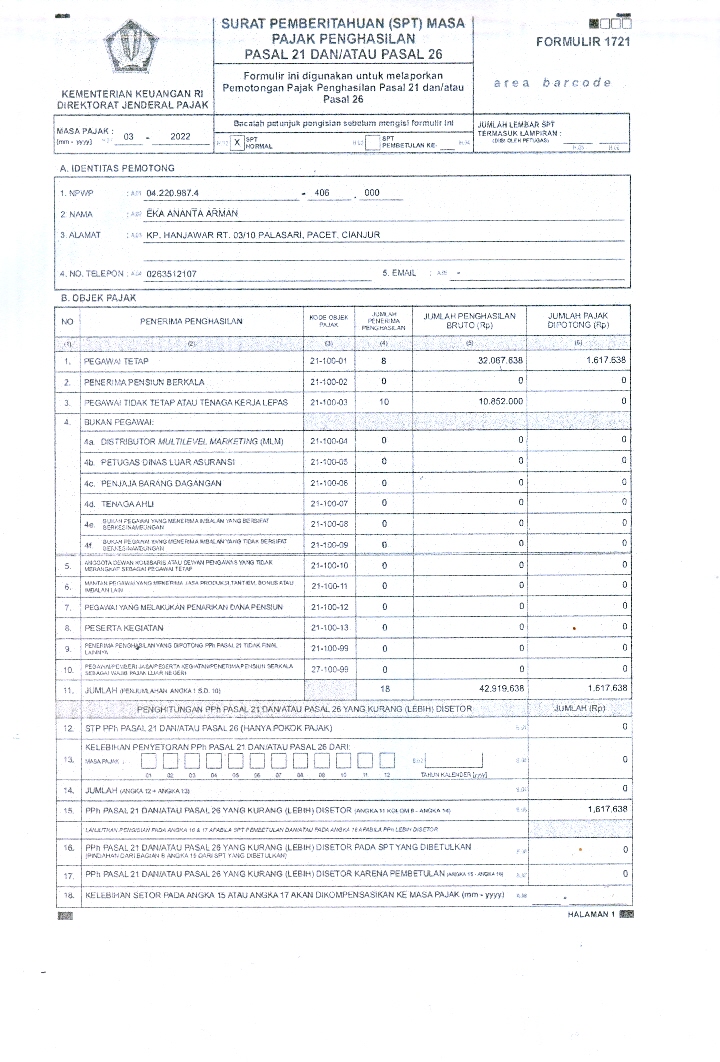 SURAT PEMBERITAHUAN (SPT) MASA
PAJAK PENGHASILAN
PASAL 21 DAN/ATAU PASAL 26
FORMULIR 1721
Formulir ini digunakan untuk melaporkan
Pemotongan Pajak Penghasilan Pasal 21 dan/atau
Pasal 26
area barcode
KEMENTERIAN KEUANGAN RI
DIREKTORAT JENDERAL PAJAK
Bacalah petunjuk pengisian sebelum mengisi formulir ini
MASA PAJAK :
[mm - yyyy] 03 - 2022
X SPT NORMAL
SPT PEMBETULAN KE-
JUMLAH LEMBAR SPT
TERMASUK LAMPIRAN :
(DIISI OLEH PETUGAS)
A. IDENTITAS PEMOTONG
1. NPWP : 04.220.987.4 - 406 . 000
2. NAMA : EKA ANANTA ARMAN
3. ALAMAT : KP. HANJAWAR RT. 03/10 PALASARI, PACET, CIANJUR
4. NO. TELEPON : 0263512107 5. EMAIL : -
B. OBJEK PAJAK
NO PENERIMA PENGHASILAN KODE OBJEK PAJAK JUMLAH PENERIMA PENGHASILAN JUMLAH PENGHASILAN BRUTO (Rp) JUMLAH PAJAK DIPOTONG (Rp)
(1) (2) (3) (4) (5) (6)
1. PEGAWAI TETAP 21-100-01 8 32.067.638 1.617.638
2. PENERIMA PENSIUN BERKALA 21-100-02 0 0 0
3. PEGAWAI TIDAK TETAP ATAU TENAGA KERJA LEPAS 21-100-03 10 10.852.000 0
4. BUKAN PEGAWAI:
4a. DISTRIBUTOR MULTILEVEL MARKETING (MLM) 21-100-04 0 0 0
4b. PETUGAS DINAS LUAR ASURANSI 21-100-05 0 0 0
4c. PENJAJA BARANG DAGANGAN 21-100-06 0 0 0
4d. TENAGA AHLI 21-100-07 0 0 0
4e. BUKAN PEGAWAI YANG MENERIMA IMBALAN YANG BERSIFAT BERKESINAMBUNGAN 21-100-08 0 0 0
4f. BUKAN PEGAWAI YANG MENERIMA IMBALAN YANG TIDAK BERSIFAT BERKESINAMBUNGAN 21-100-09 0 0 0
5. ANGGOTA DEWAN KOMISARIS ATAU DEWAN PENGAWAS YANG TIDAK MERANGKAP SEBAGAI PEGAWAI TETAP 21-100-10 0 0 0
6. MANTAN PEGAWAI YANG MENERIMA JASA PRODUKSI, TANTIEM, BONUS ATAU IMBALAN LAIN 21-100-11 0 0 0
7. PEGAWAI YANG MELAKUKAN PENARIKAN DANA PENSIUN 21-100-12 0 0 0
8. PESERTA KEGIATAN 21-100-13 0 0 0
9. PENERIMA PENGHASILAN YANG DIPOTONG PPh PASAL 21 TIDAK FINAL LAINNYA 21-100-99 0 0 0
10. PEGAWAI/PEMBERI JASA/PESERTA KEGIATAN/PENERIMA PENSIUN BERKALA SEBAGAI WAJIB PAJAK LUAR NEGERI 27-100-99 0 0 0
11. JUMLAH (PENJUMLAHAN ANGKA 1 S.D. 10) 18 42.919.638 1.617.638
PENGHITUNGAN PPh PASAL 21 DAN/ATAU PASAL 26 YANG KURANG (LEBIH) DISETOR JUMLAH (Rp)
12. STP PPh PASAL 21 DAN/ATAU PASAL 26 (HANYA POKOK PAJAK) 0
13. KELEBIHAN PENYETORAN PPh PASAL 21 DAN/ATAU PASAL 26 DARI:
MASA PAJAK : 0
01 02 03 04 05 06 07 08 09 10 11 12 TAHUN KALENDER [yyyy]
14. JUMLAH (ANGKA 12 + ANGKA 13) 0
15. PPh PASAL 21 DAN/ATAU PASAL 26 YANG KURANG (LEBIH) DISETOR (ANGKA 11 KOLOM 6 - ANGKA 14) 1,617,638
LANJUTKAN PENGISIAN PADA ANGKA 16 & 17 APABILA SPT PEMBETULAN DAN/ATAU PADA ANGKA 18 APABILA PPh LEBIH DISETOR
16. PPh PASAL 21 DAN/ATAU PASAL 26 YANG KURANG (LEBIH) DISETOR PADA SPT YANG DIBETULKAN 0
(PINDAHAN DARI BAGIAN B ANGKA 15 DARI SPT YANG DIBETULKAN)
17. PPh PASAL 21 DAN/ATAU PASAL 26 YANG KURANG (LEBIH) DISETOR KARENA PEMBETULAN (ANGKA 15 - ANGKA 16) 0
18. KELEBIHAN SETOR PADA ANGKA 15 ATAU ANGKA 17 AKAN DIKOMPENSASIKAN KE MASA PAJAK (mm - yyyy) -
HALAMAN 1